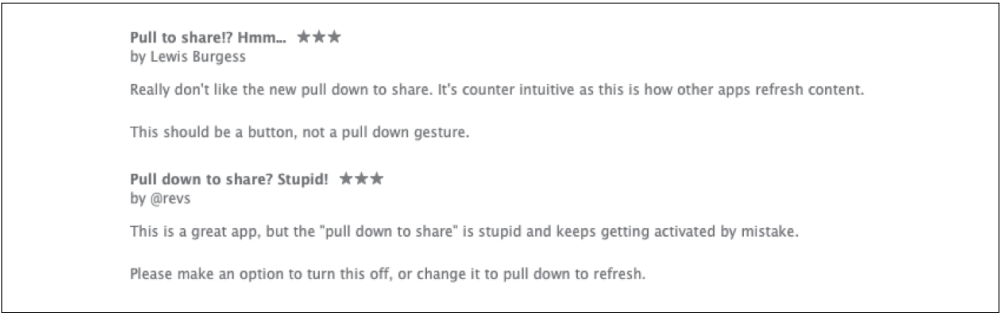 Pull to share!? Hmm... ★★★
by Lewis Burgess
Really don't like the new pull down to share. It's counter intuitive as this is how other apps refresh content.
This should be a button, not a pull down gesture.
Pull down to share? Stupid! ★★★
by @revs
This is a great app, but the "pull down to share" is stupid and keeps getting activated by mistake.
Please make an option to turn this off, or change it to pull down to refresh.